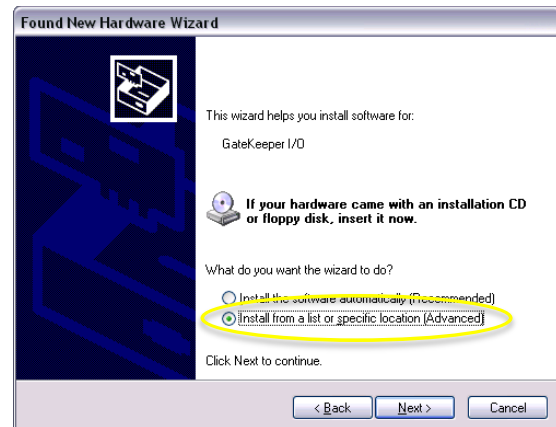 Found New Hardware Wizard
This wizard helps you install software for:
GateKeeper I/O
If your hardware came with an installation CD
or floppy disk, insert it now.
What do you want the wizard to do?
Install the software automatically (Recommended)
Install from a list or specific location (Advanced)
Click Next to continue.
< Back Next > Cancel